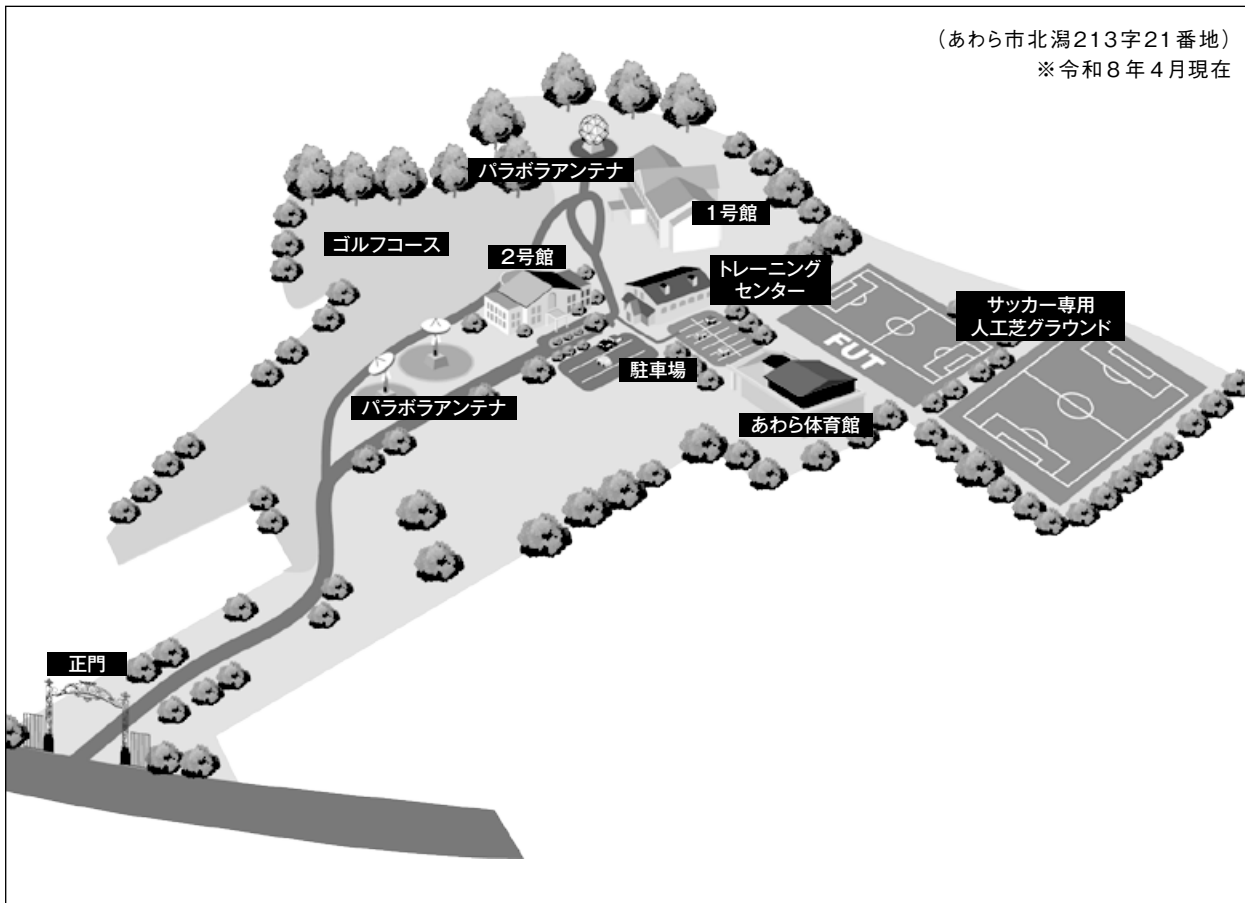 (あわら市北潟213字21番地)
※令和8年4月現在
パラボラアンテナ
1号館
ゴルフコース
2号館
トレーニング
センター
サッカー専用
人工芝グラウンド
FUT
駐車場
パラボラアンテナ
あわら体育館
正門